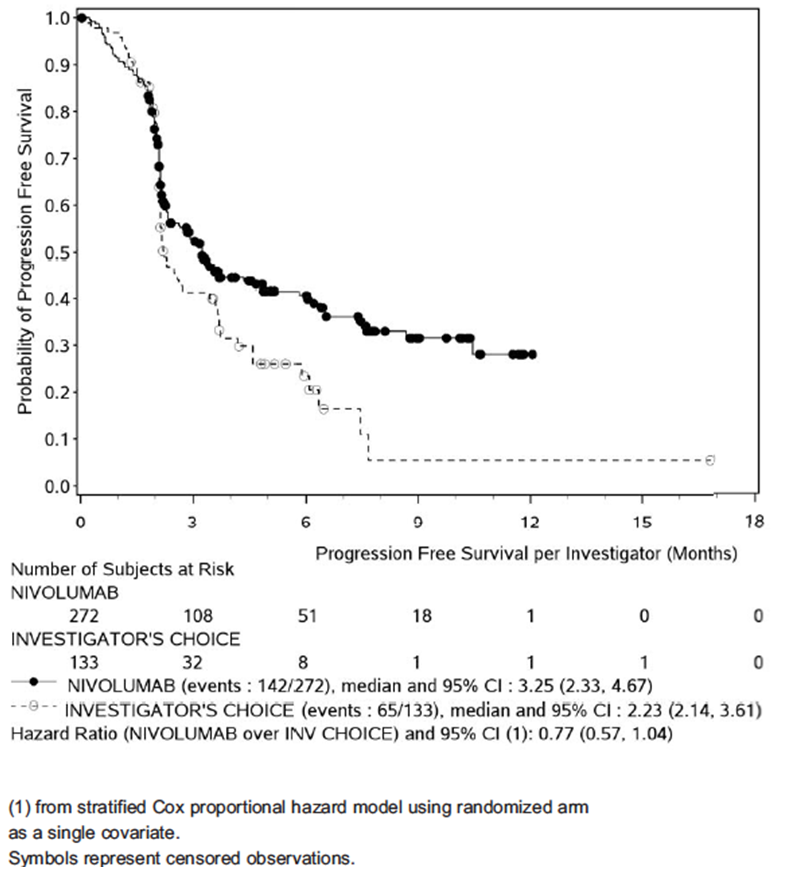 Probability of Progression Free Survival
1.0
0.9
0.8
0.7
0.6
0.5
0.4
0.3
0.2
0.1
0.0
0 3 6 9 12 15 18
Progression Free Survival per Investigator (Months)
Number of Subjects at Risk
NIVOLUMAB
272 108 51 18 1 0 0
INVESTIGATOR'S CHOICE
133 32 8 1 1 1 0
NIVOLUMAB (events : 142/272), median and 95% CI : 3.25 (2.33, 4.67)
INVESTIGATOR'S CHOICE (events : 65/133), median and 95% CI : 2.23 (2.14, 3.61)
Hazard Ratio (NIVOLUMAB over INV CHOICE) and 95% CI (1): 0.77 (0.57, 1.04)
(1) from stratified Cox proportional hazard model using randomized arm
as a single covariate.
Symbols represent censored observations.